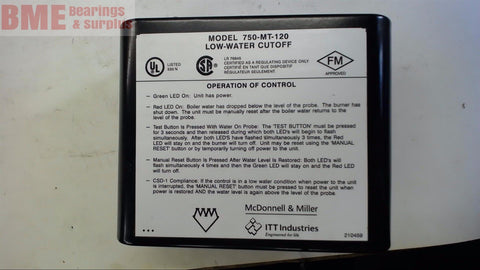 BME Bearings
& Surplus
MODEL 750-MT-120
LOW-WATER CUTOFF
UL
LISTED
LR 76845
CERTIFIED AS A REGULATING DEVICE ONLY
CERTIFIÉ EN TANT QUE DISPOSITIF
RÉGULATEUR SEULEMENT
FM
APPROVED
OPERATION OF CONTROL
— Green LED On: Unit has power.
— Red LED On: Boiler water has dropped below the level of the probe. The burner has
shut down. The unit must be manually reset after the boiler water returns to the
level of the probe.
— Test Button Is Pressed With Water On Probe: The 'TEST BUTTON' must be pressed
for 3 seconds and then released during which both LED's will begin to flash
simultaneously. After both LED's have flashed simultaneously 3 times, the Red
LED will stay on and the burner will turn off. Unit may be reset using the 'MANUAL
RESET' button or by temporarily turning off power to the unit.
— Manual Reset Button Is Pressed After Water Level Is Restored: Both LED's will
flash simultaneously 4 times and then the Green LED will stay on and the Red LED
will turn off.
— CSD-1 Compliance: If the control is in a low water condition when power to the unit
is interrupted, the 'MANUAL RESET' button must be pressed to reset the unit when
power is restored AND the water level is again above the level of the probe.
McDonnell & Miller
ITT Industries
Engineered for life
210468